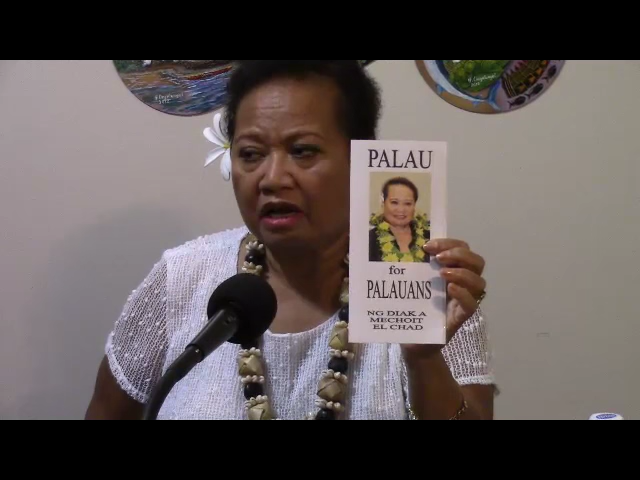 PALAU
for
PALAUANS
NG DIAK A
MECHOIT
EL CHAD